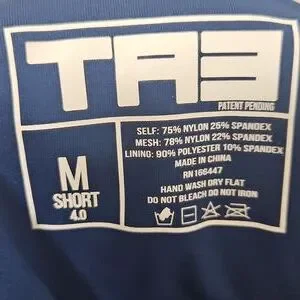 TA3
PATENT PENDING
M
SHORT
4.0
SELF: 75% NYLON 25% SPANDEX
MESH: 78% NYLON 22% SPANDEX
LINING: 90% POLYESTER 10% SPANDEX
MADE IN CHINA
RN166447
HAND WASH DRY FLAT
DO NOT BLEACH DO NOT IRON